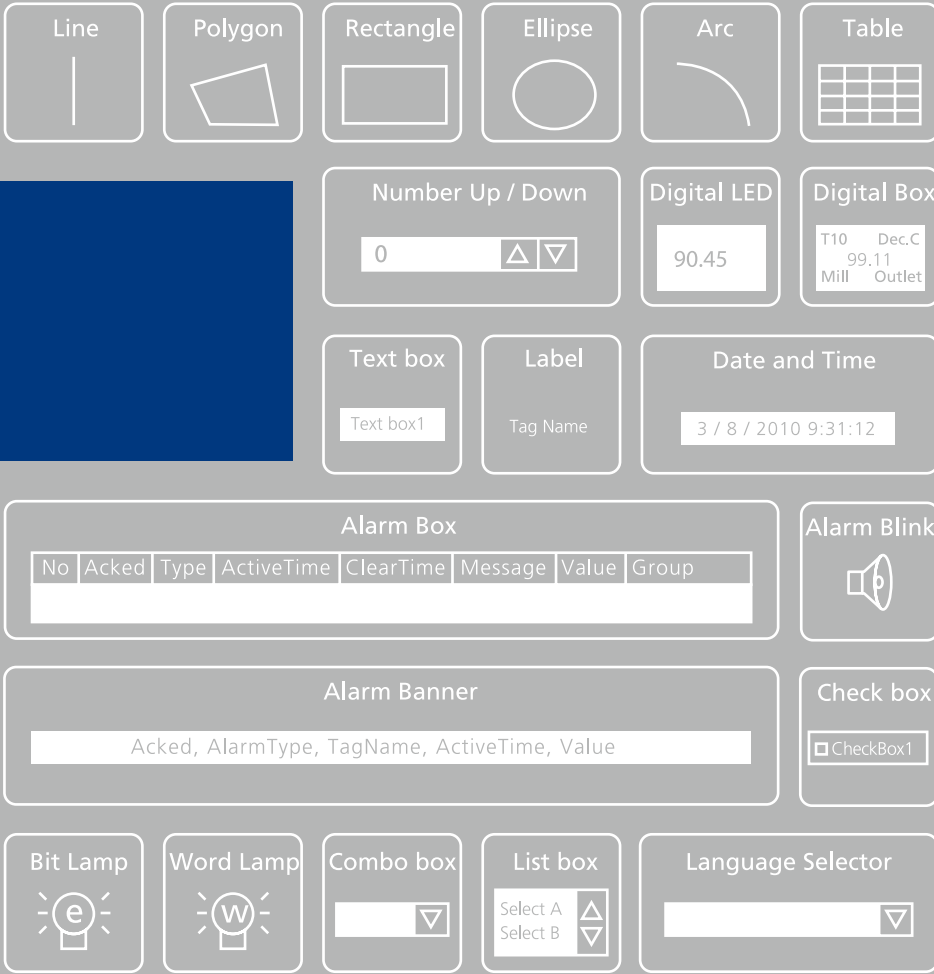 Line
Polygon
Rectangle
Ellipse
Arc
Table
Number Up / Down
0
Digital LED
90.45
Digital Box
T10 Dec.C
99.11
Mill Outlet
Text box
Text box1
Label
Tag Name
Date and Time
3 / 8 / 2010 9:31:12
Alarm Box
No Acked Type ActiveTime ClearTime Message Value Group
Alarm Blink
Alarm Banner
Acked, AlarmType, TagName, ActiveTime, Value
Check box
CheckBox1
Bit Lamp
e
Word Lamp
w
Combo box
List box
Select A
Select B
Language Selector